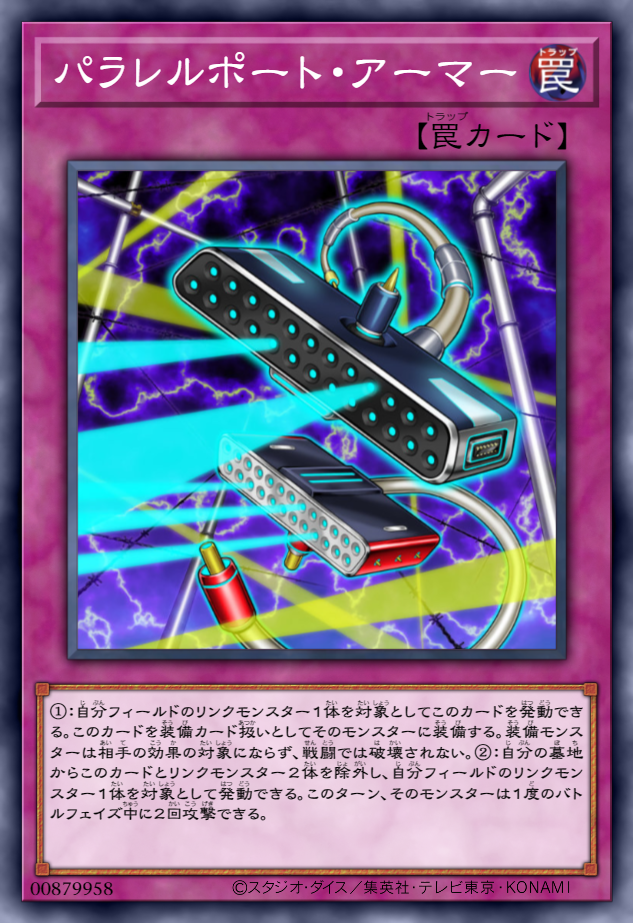 パラレルポート・アーマー 罠
【罠カード】
①:自分フィールドのリンクモンスター1体を対象としてこのカードを発動でき
る。このカードを装備カード扱いとしてそのモンスターに装備する。装備モンス
ターは相手の効果の対象にならず、戦闘では破壊されない。②:自分の墓地
からこのカードとリンクモンスター2体を除外し、自分フィールドのリンクモン
スター1体を対象として発動できる。このターン、そのモンスターは1度のバト
ルフェイズ中に2回攻撃できる。
00879958 ©スタジオ・ダイス/集英社・テレビ東京・KONAMI